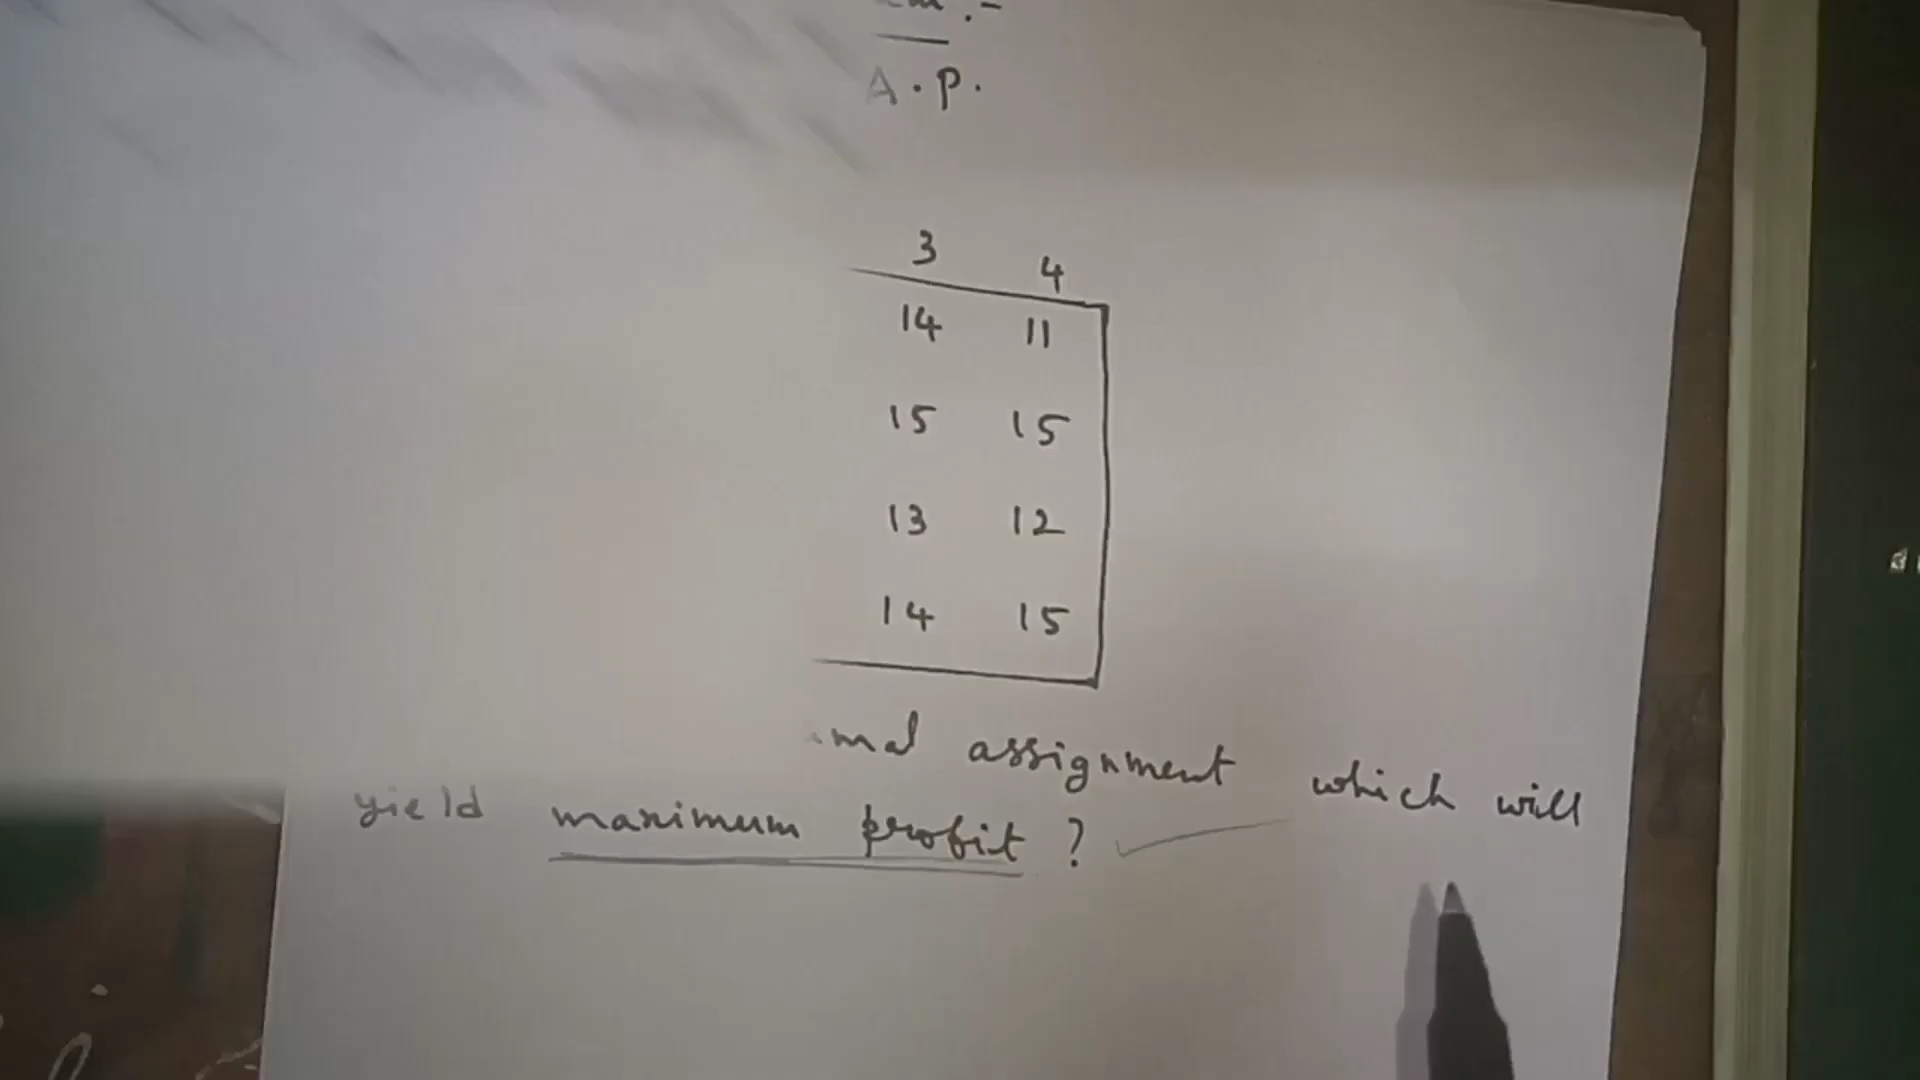 A.P.
3 4
14 11
15 15
13 12
14 15
assignment which will
yield maximum profit ?